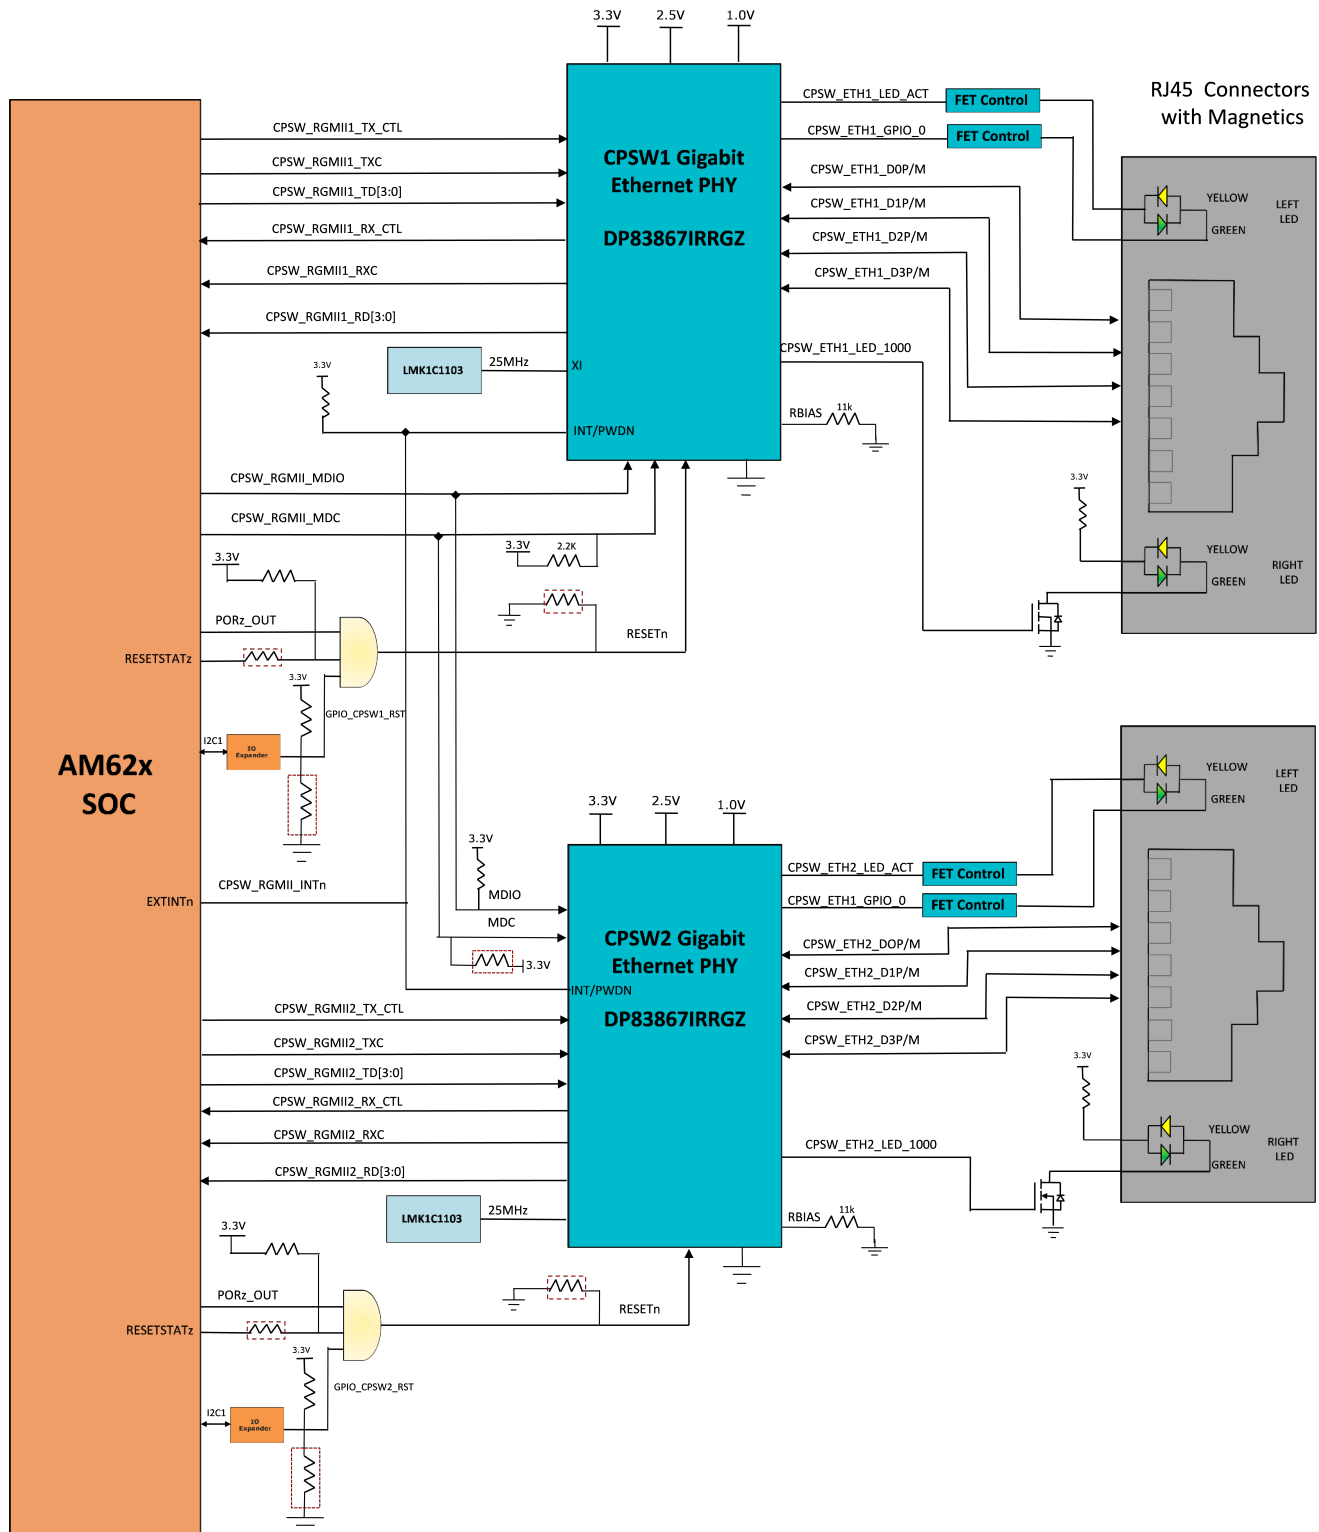 3.3V
2.5V
1.0V
CPSW_ETH1_LED_ACT
FET Control
RJ45 Connectors
with Magnetics
CPSW_RGMII1_TX_CTL
CPSW_ETH1_GPIO_0
FET Control
CPSW1 Gigabit
Ethernet PHY
DP83867IRRGZ
CPSW_RGMII1_TXC
CPSW_RGMII1_TD[3:0]
CPSW_RGMII1_RX_CTL
CPSW_RGMII1_RXC
CPSW_RGMII1_RD[3:0]
CPSW_ETH1_D0P/M
CPSW_ETH1_D1P/M
CPSW_ETH1_D2P/M
CPSW_ETH1_D3P/M
YELLOW
GREEN
LEFT
LED
CPSW_ETH1_LED_1000
3.3V
LMK1C1103
25MHz
XI
INT/PWDN
RBIAS
11k
CPSW_RGMII_MDIO
CPSW_RGMII_MDC
3.3V
2.2K
3.3V
3.3V
YELLOW
GREEN
RIGHT
LED
PORz_OUT
RESETSTATz
RESETn
3.3V
GPIO_CPSW1_RST
I2C1
IO
Expander
AM62x
SOC
3.3V
2.5V
1.0V
YELLOW
GREEN
LEFT
LED
3.3V
CPSW_RGMII_INTn
EXTINTn
MDIO
MDC
3.3V
INT/PWDN
CPSW2 Gigabit
Ethernet PHY
DP83867IRRGZ
CPSW_ETH2_LED_ACT
FET Control
CPSW_ETH1_GPIO_0
FET Control
CPSW_ETH2_DOP/M
CPSW_ETH2_D1P/M
CPSW_ETH2_D2P/M
CPSW_ETH2_D3P/M
CPSW_RGMII2_TX_CTL
CPSW_RGMII2_TXC
CPSW_RGMII2_TD[3:0]
CPSW_RGMII2_RX_CTL
CPSW_RGMII2_RXC
CPSW_RGMII2_RD[3:0]
3.3V
YELLOW
GREEN
RIGHT
LED
CPSW_ETH2_LED_1000
LMK1C1103
25MHz
RBIAS
11k
3.3V
PORz_OUT
RESETSTATz
RESETn
3.3V
GPIO_CPSW2_RST
I2C1
IO
Expander